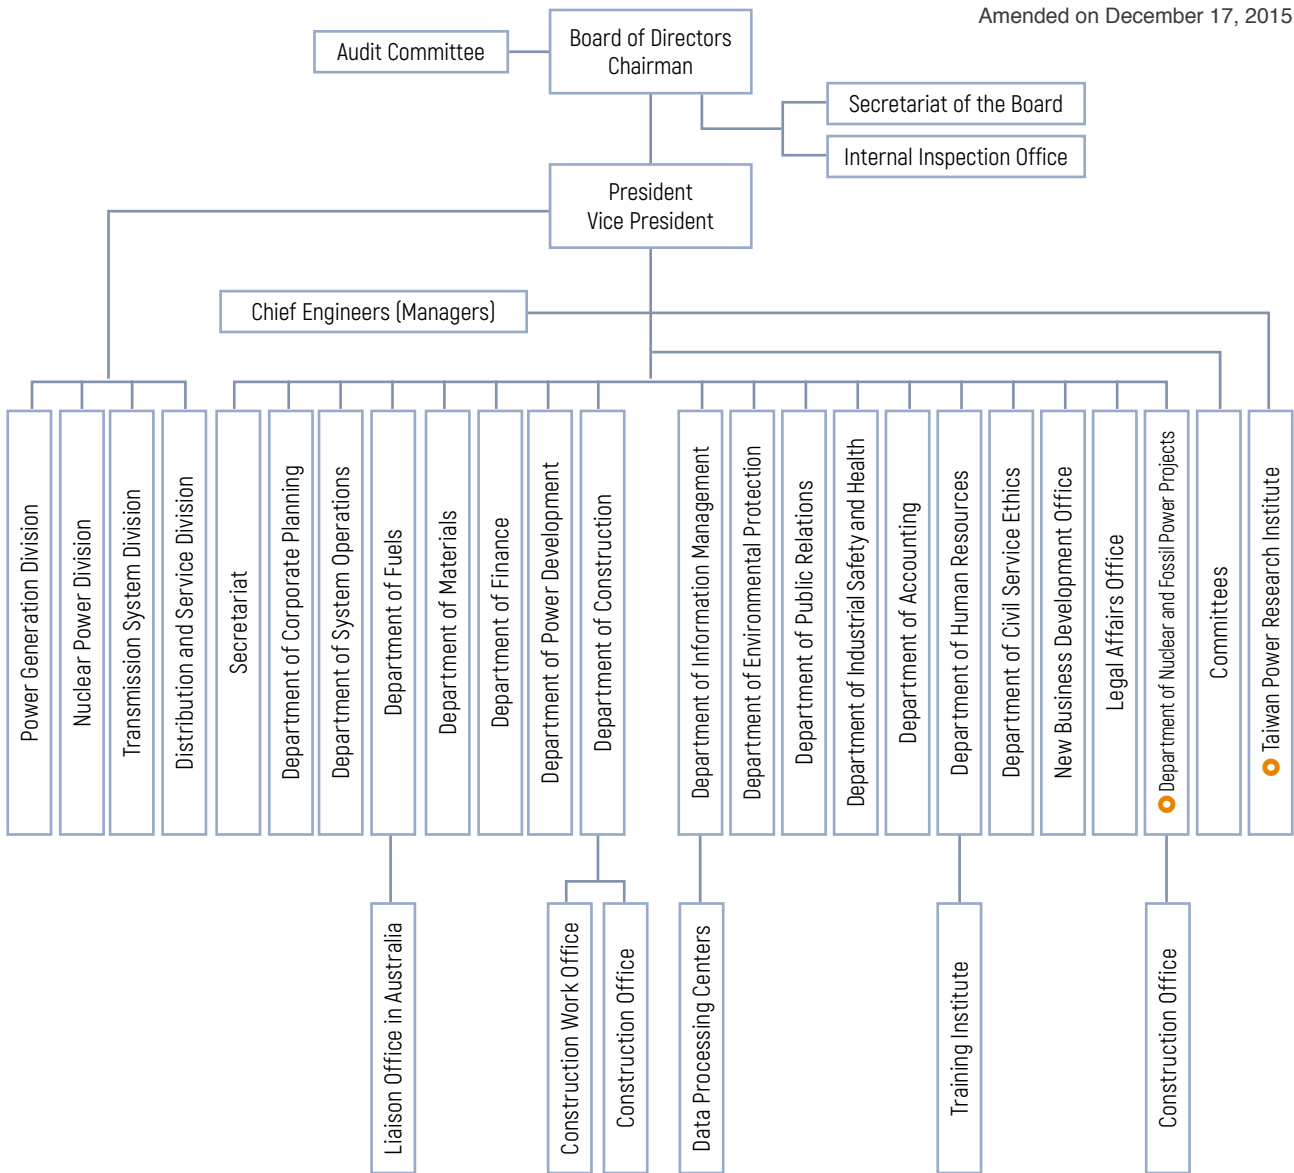 Amended on December 17, 2015
Audit Committee
Board of Directors
Chairman
Secretariat of the Board
Internal Inspection Office
President
Vice President
Chief Engineers (Managers)
Power Generation Division
Nuclear Power Division
Transmission System Division
Distribution and Service Division
Secretariat
Department of Corporate Planning
Department of System Operations
Department of Fuels
Department of Materials
Department of Finance
Department of Power Development
Department of Construction
Department of Information Management
Department of Environmental Protection
Department of Public Relations
Department of Industrial Safety and Health
Department of Accounting
Department of Human Resources
Department of Civil Service Ethics
New Business Development Office
Legal Affairs Office
Department of Nuclear and Fossil Power Projects
Committees
Taiwan Power Research Institute
Liaison Office in Australia
Construction Work Office
Construction Office
Data Processing Centers
Training Institute
Construction Office